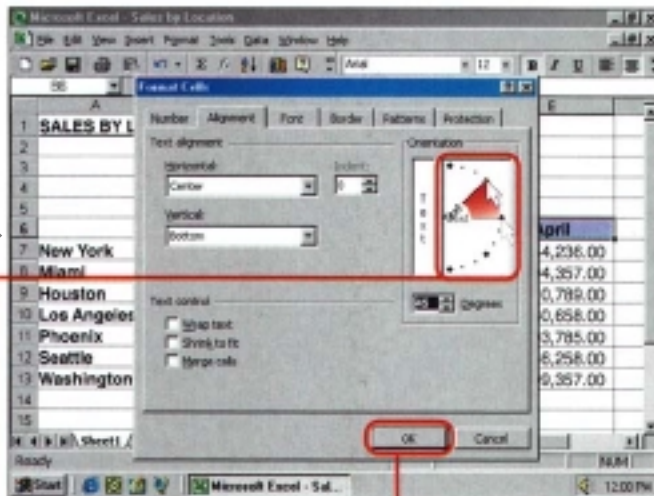 Microsoft Excel - Sales by Location
File Edit View Insert Format Tools Data Window Help
Arial 12 B I U
B6
Format Cells
Number Alignment Font Border Patterns Protection
Text alignment
Horizontal:
Center
Indent:
0
Vertical:
Bottom
Orientation
Text
Degrees
Text control
Wrap text
Shrink to fit
Merge cells
OK Cancel
A E
1 SALES BY L
2
3
4
5
6 April
7 New York 4,236.00
8 Miami 4,357.00
9 Houston 0,789.00
10 Los Angeles 0,658.00
11 Phoenix 3,785.00
12 Seattle 6,258.00
13 Washington 9,357.00
14
15
Sheet1
Ready NUM
Start Microsoft Excel - Sal... 12:00 PM